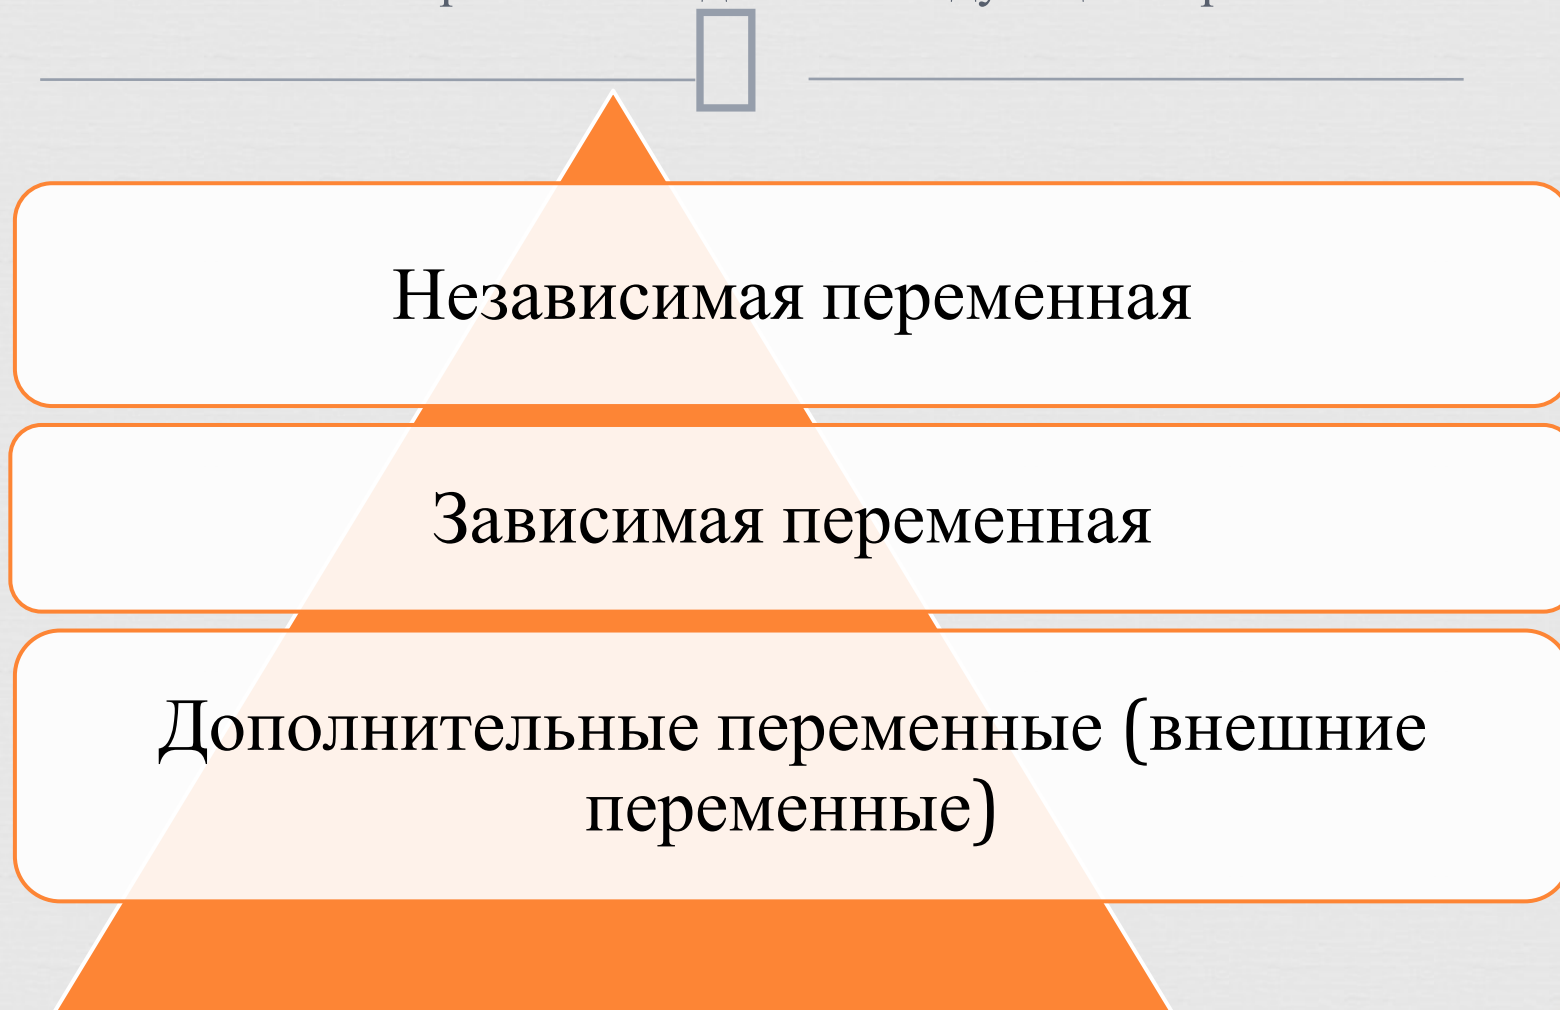 Независимая переменная
Зависимая переменная
Дополнительные переменные (внешние
переменные)